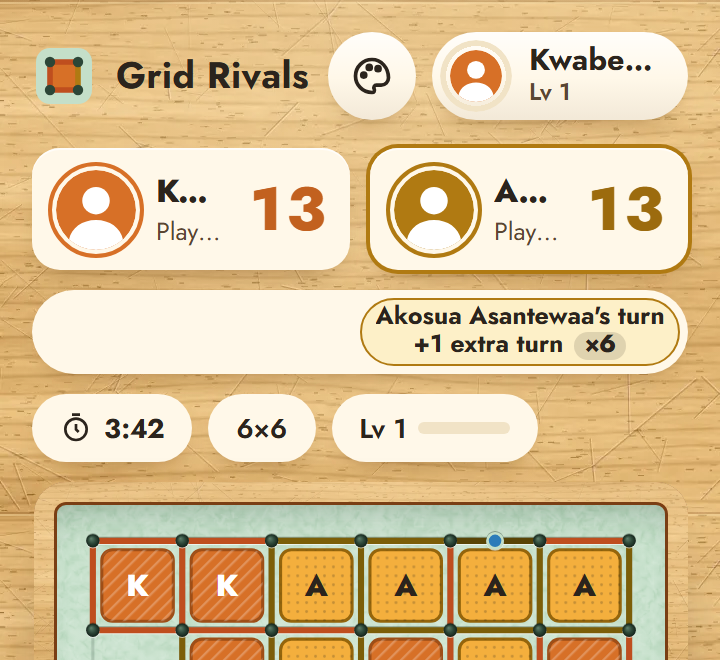 Grid Rivals
Kwabe...
Lv 1
K...
Play...
13
A...
Play...
13
Akosua Asantewaa's turn
+1 extra turn ×6
3:42
6×6
Lv 1
K K A A A A